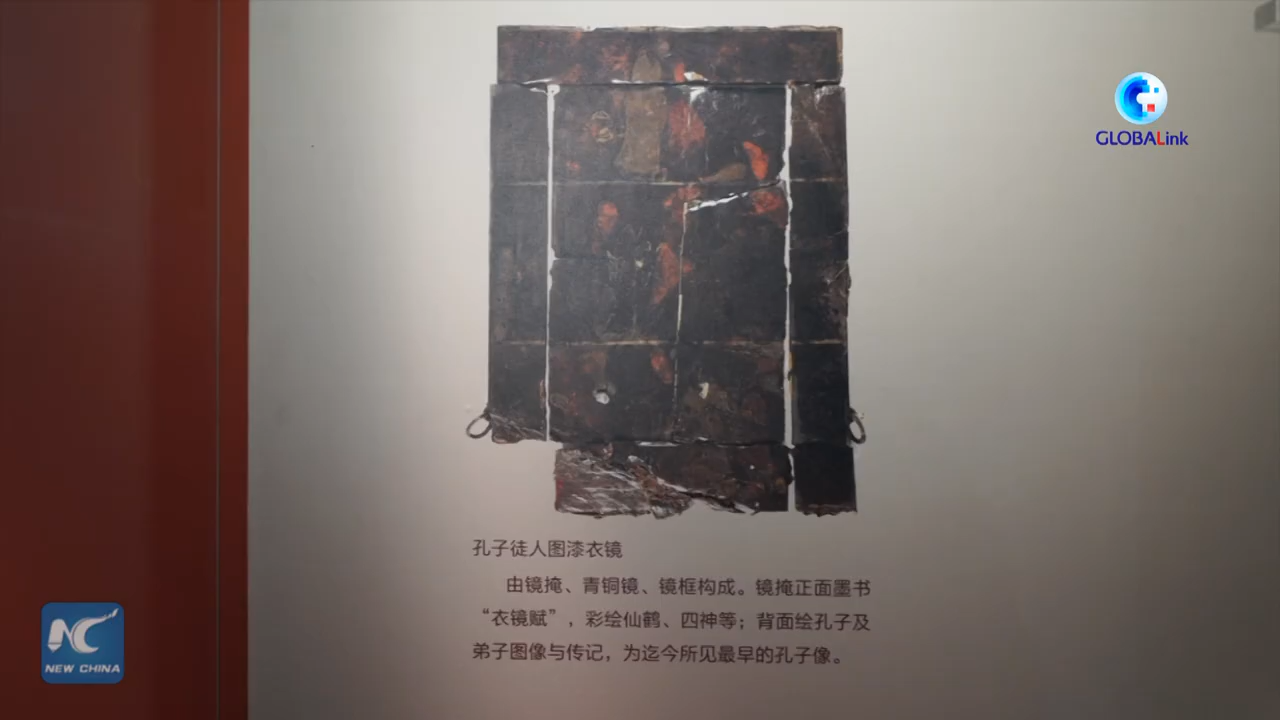 GLOBALink
孔子徒人图漆衣镜
由镜掩、青铜镜、镜框构成。镜掩正面墨书
“衣镜赋”，彩绘仙鹤、四神等；背面绘孔子及
弟子图像与传记，为迄今所见最早的孔子像。
NC
NEW CHINA